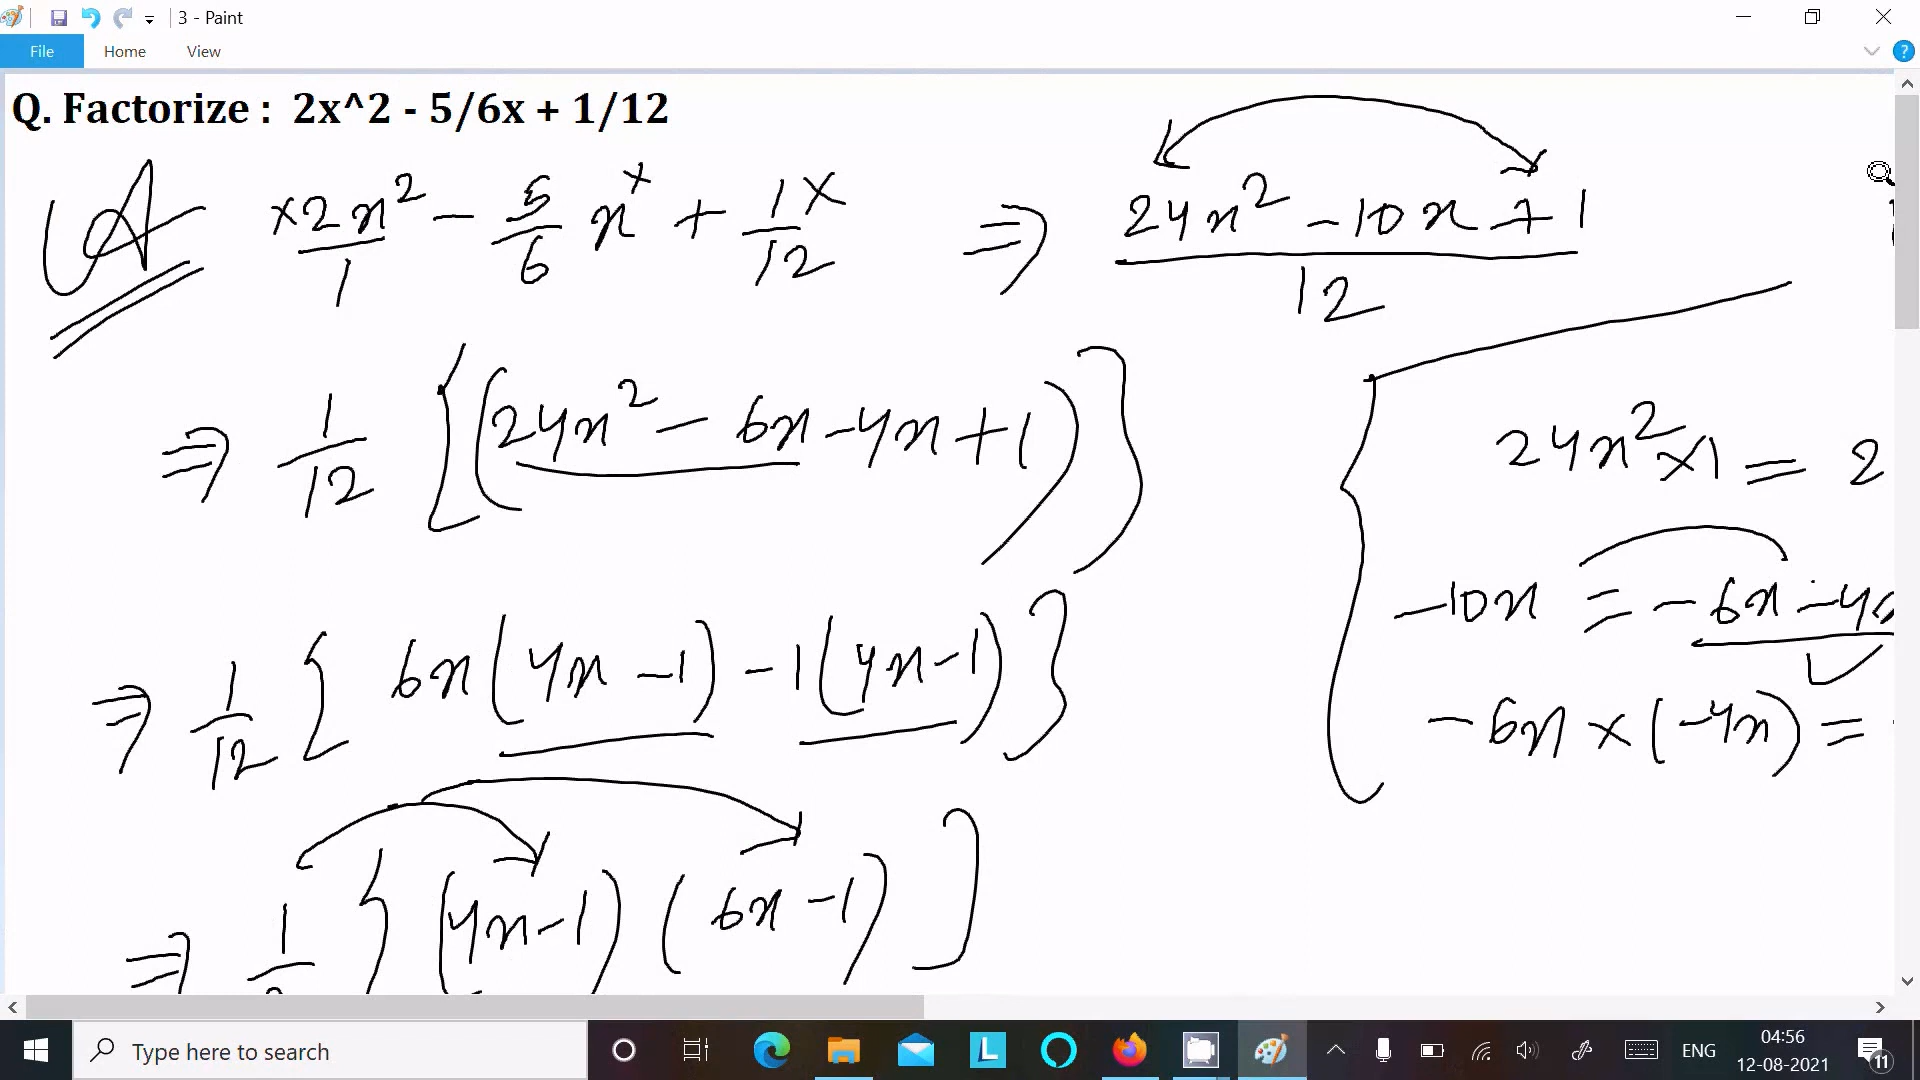 3 - Paint
File Home View
Q. Factorize : 2x^2 - 5/6x + 1/12
×2x²/1 - 5/6 x^x + 1x/12 ⇒ (24x² - 10x + 1)/12
⇒ 1/12 [(24x² - 6x - 4x + 1)]
24x² × 1 = 2
⇒ 1/12 { 6x(4x - 1) - 1(4x - 1) }
-10x = -6x - 4x
-6x × (-4x) =
⇒ 1/ { (4x - 1) (6x - 1) ]
Type here to search
L
ENG
04:56
12-08-2021
11